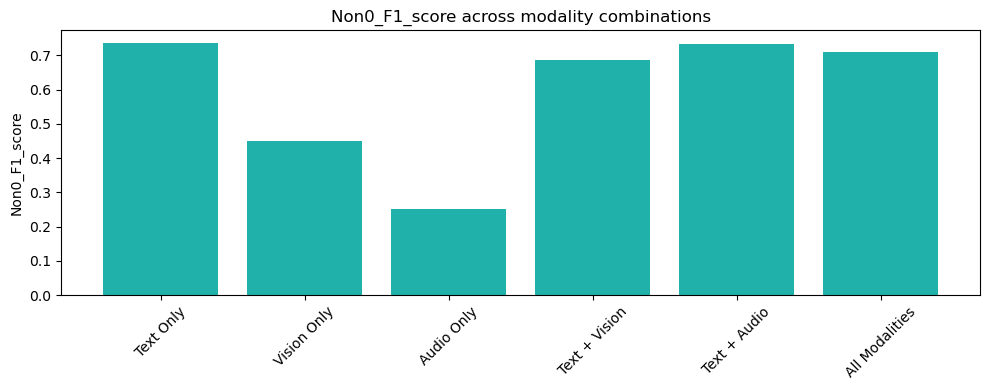 Non0_F1_score across modality combinations
Non0_F1_score
0.7
0.6
0.5
0.4
0.3
0.2
0.1
0.0
Text Only
Vision Only
Audio Only
Text + Vision
Text + Audio
All Modalities